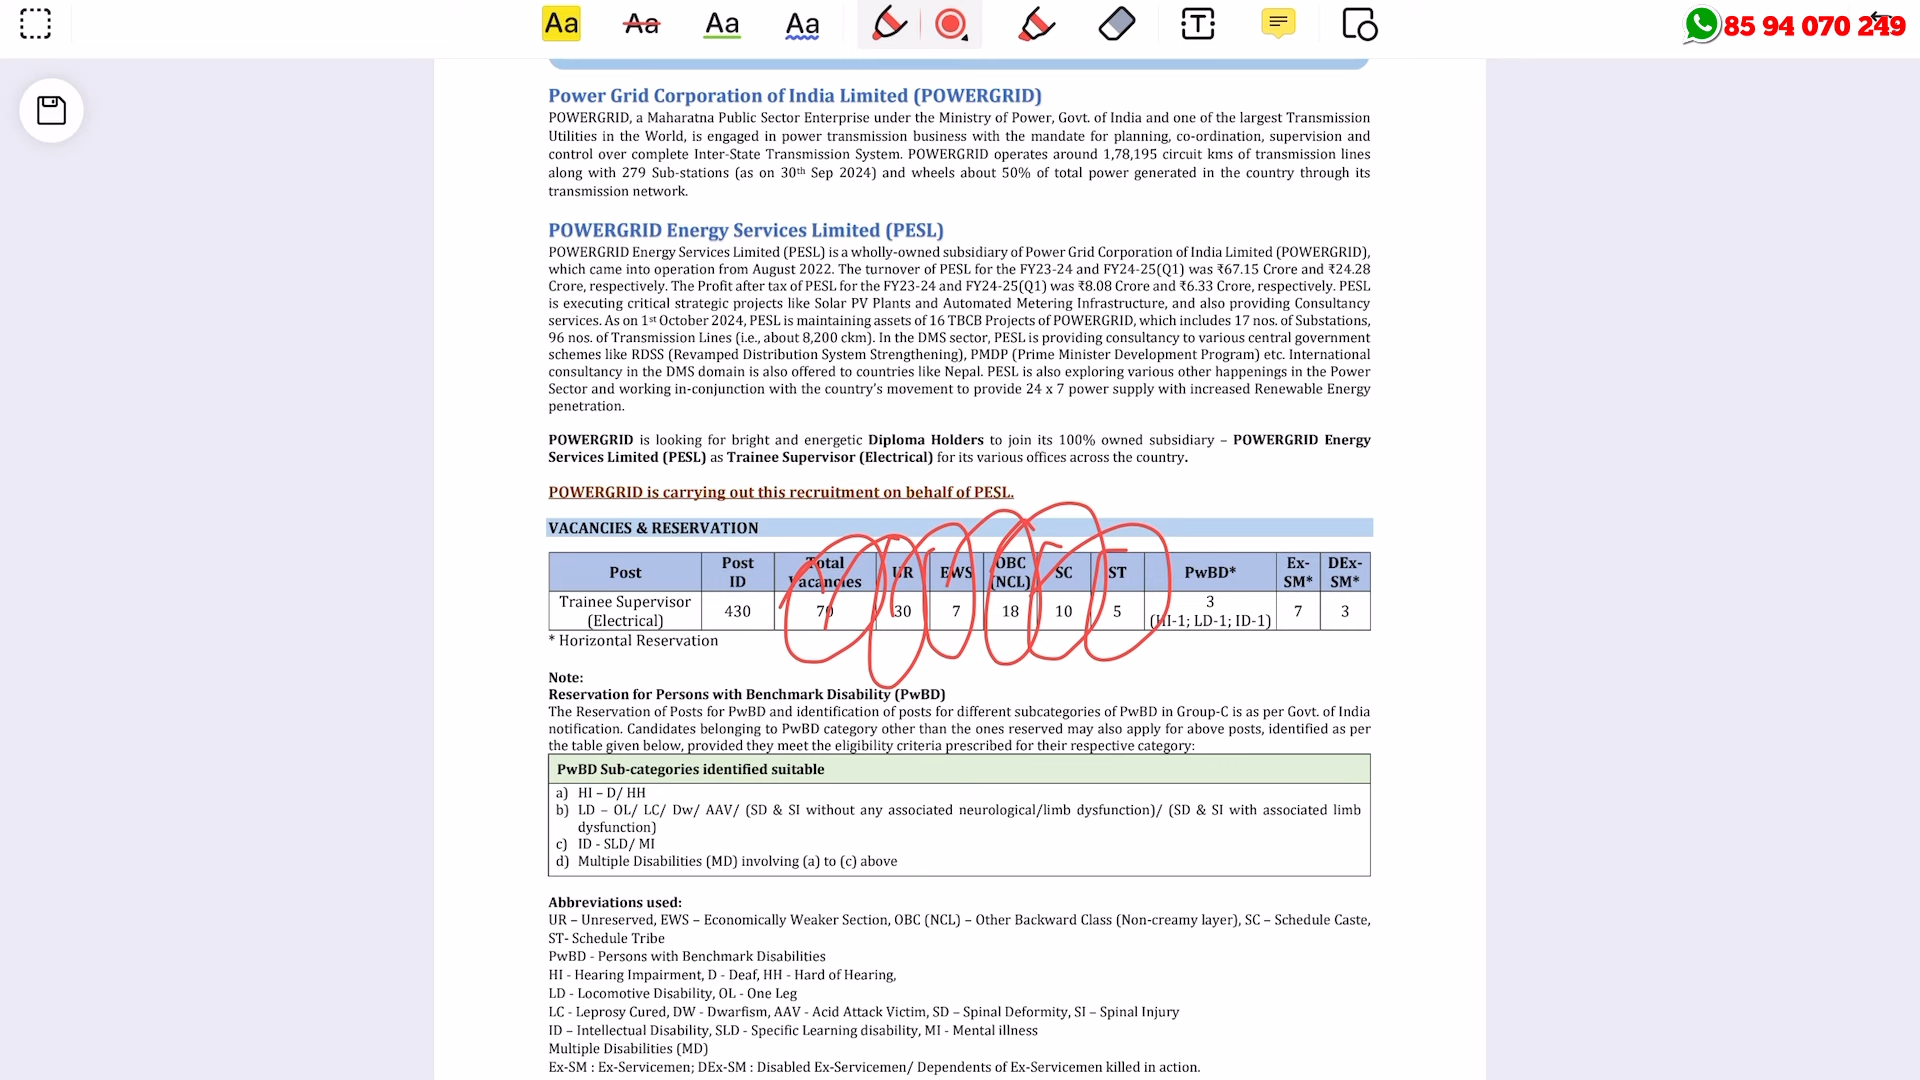 Aa Aa Aa Aa
85 94 070 249
Power Grid Corporation of India Limited (POWERGRID)
POWERGRID, a Maharatna Public Sector Enterprise under the Ministry of Power, Govt. of India and one of the largest Transmission
Utilities in the World, is engaged in power transmission business with the mandate for planning, co-ordination, supervision and
control over complete Inter-State Transmission System. POWERGRID operates around 1,78,195 circuit kms of transmission lines
along with 279 Sub-stations (as on 30th Sep 2024) and wheels about 50% of total power generated in the country through its
transmission network.
POWERGRID Energy Services Limited (PESL)
POWERGRID Energy Services Limited (PESL) is a wholly-owned subsidiary of Power Grid Corporation of India Limited (POWERGRID),
which came into operation from August 2022. The turnover of PESL for the FY23-24 and FY24-25(Q1) was ₹67.15 Crore and ₹24.28
Crore, respectively. The Profit after tax of PESL for the FY23-24 and FY24-25(Q1) was ₹8.08 Crore and ₹6.33 Crore, respectively. PESL
is executing critical strategic projects like Solar PV Plants and Automated Metering Infrastructure, and also providing Consultancy
services. As on 1st October 2024, PESL is maintaining assets of 16 TBCB Projects of POWERGRID, which includes 17 nos. of Substations,
96 nos. of Transmission Lines (i.e., about 8,200 ckm). In the DMS sector, PESL is providing consultancy to various central government
schemes like RDSS (Revamped Distribution System Strengthening), PMDP (Prime Minister Development Program) etc. International
consultancy in the DMS domain is also offered to countries like Nepal. PESL is also exploring various other happenings in the Power
Sector and working in-conjunction with the country's movement to provide 24 x 7 power supply with increased Renewable Energy
penetration.
POWERGRID is looking for bright and energetic Diploma Holders to join its 100% owned subsidiary – POWERGRID Energy
Services Limited (PESL) as Trainee Supervisor (Electrical) for its various offices across the country.
POWERGRID is carrying out this recruitment on behalf of PESL.
VACANCIES & RESERVATION
Post Post ID Total Vacancies UR EWS OBC (NCL) SC ST PwBD* Ex-SM* DEx-SM*
Trainee Supervisor (Electrical) 430 70 30 7 18 10 5 3 (HI-1; LD-1; ID-1) 7 3
* Horizontal Reservation
Note:
Reservation for Persons with Benchmark Disability (PwBD)
The Reservation of Posts for PwBD and identification of posts for different subcategories of PwBD in Group-C is as per Govt. of India
notification. Candidates belonging to PwBD category other than the ones reserved may also apply for above posts, identified as per
the table given below, provided they meet the eligibility criteria prescribed for their respective category:
PwBD Sub-categories identified suitable
a) HI – D/ HH
b) LD – OL/ LC/ Dw/ AAV/ (SD & SI without any associated neurological/limb dysfunction)/ (SD & SI with associated limb
dysfunction)
c) ID - SLD/ MI
d) Multiple Disabilities (MD) involving (a) to (c) above
Abbreviations used:
UR – Unreserved, EWS – Economically Weaker Section, OBC (NCL) – Other Backward Class (Non-creamy layer), SC – Schedule Caste,
ST- Schedule Tribe
PwBD - Persons with Benchmark Disabilities
HI - Hearing Impairment, D - Deaf, HH - Hard of Hearing,
LD - Locomotive Disability, OL - One Leg
LC - Leprosy Cured, DW - Dwarfism, AAV - Acid Attack Victim, SD – Spinal Deformity, SI – Spinal Injury
ID – Intellectual Disability, SLD - Specific Learning disability, MI - Mental illness
Multiple Disabilities (MD)
Ex-SM : Ex-Servicemen; DEx-SM : Disabled Ex-Servicemen/ Dependents of Ex-Servicemen killed in action.